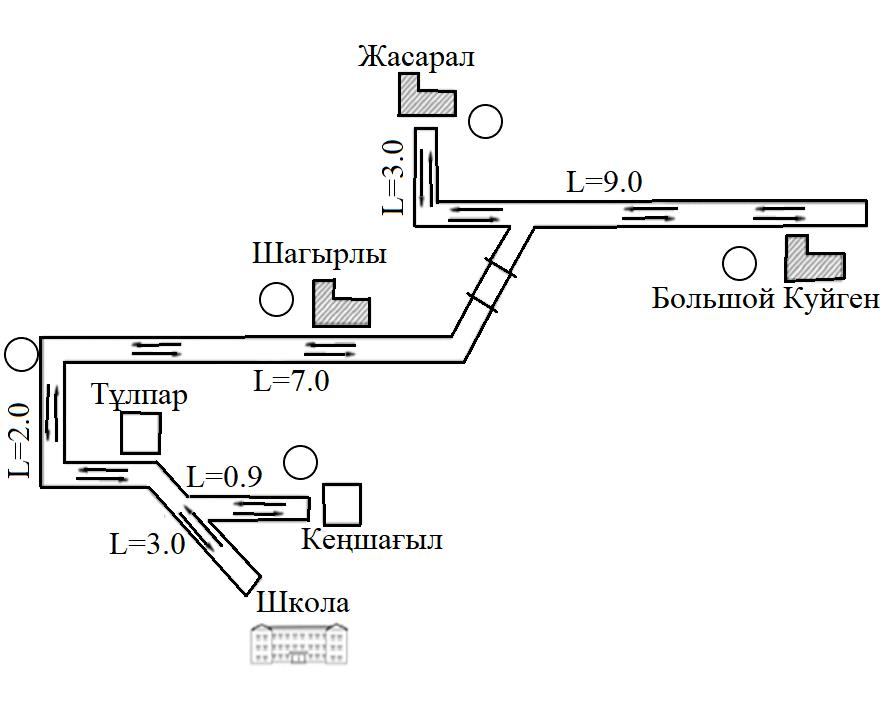 Жасарал
L=3.0
L=9.0
Шагырлы
Большой Куйген
L=7.0
Тұлпар
L=2.0
L=0.9
Кеңшағыл
L=3.0
Школа